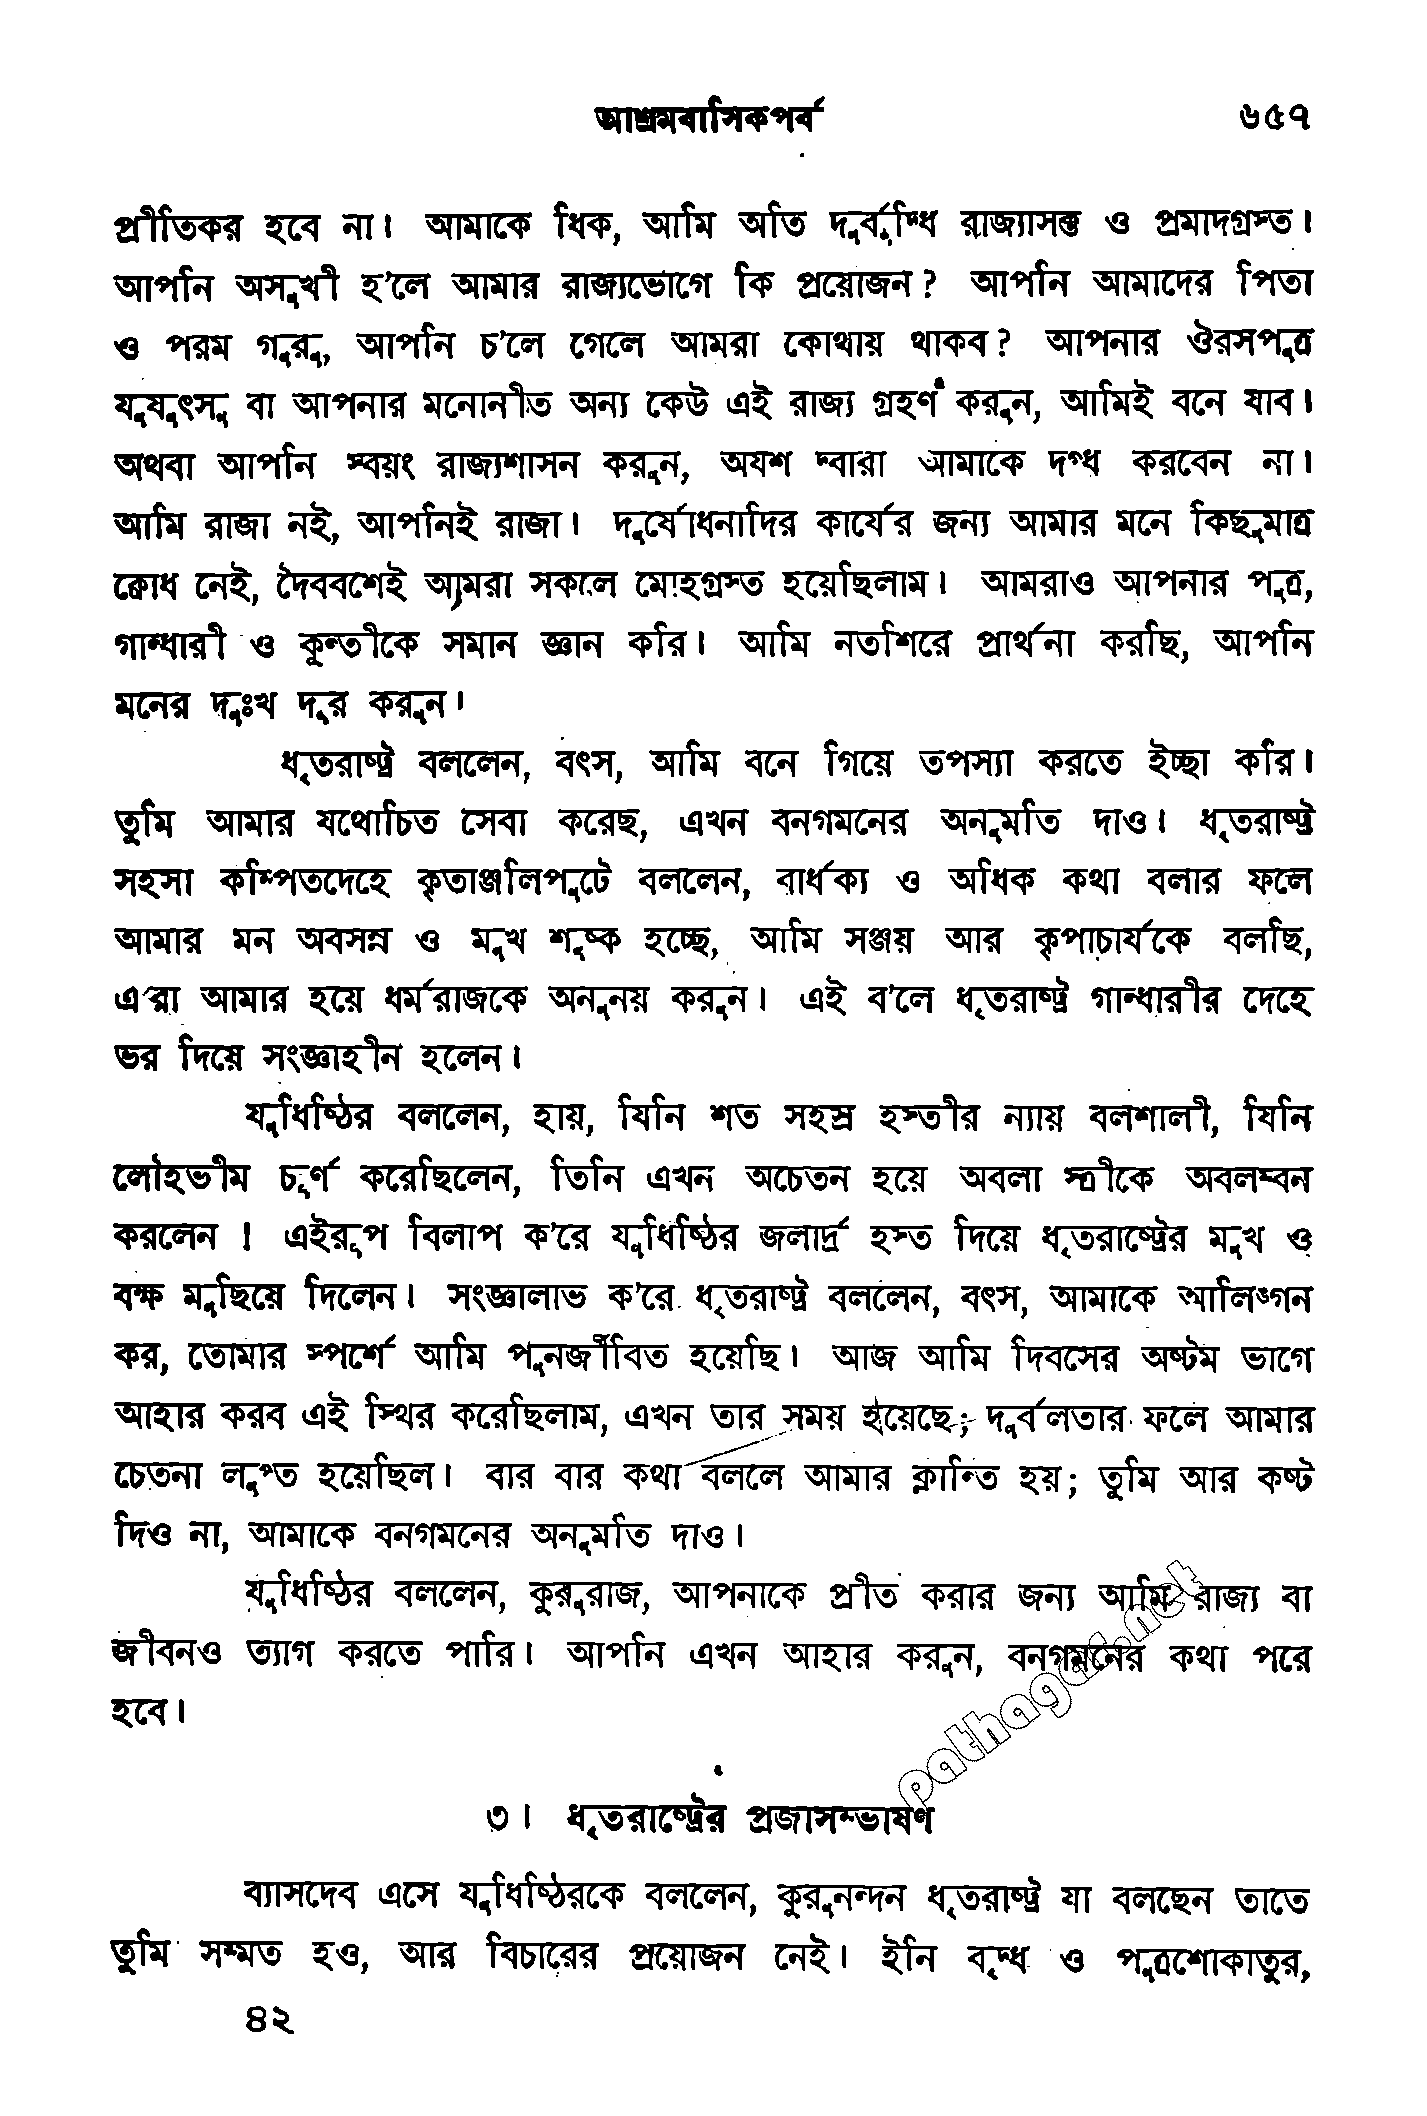 আশ্রমবাসিকপর্ব ৬৫৭
প্রীতিকর হবে না। আমাকে ধিক, আমি অতি দুর্বুদ্ধি রাজ্যাসক্ত ও প্রমাদগ্রস্ত।
আপনি অসুখী হ’লে আমার রাজ্যভোগে কি প্রয়োজন? আপনি আমাদের পিতা
ও পরম গুরু, আপনি চ’লে গেলে আমরা কোথায় থাকব? আপনার ঔরসপুত্র
যুযুৎসু বা আপনার মনোনীত অন্য কেউ এই রাজ্য গ্রহণ করুন, আমিই বনে যাব।
অথবা আপনি স্বয়ং রাজ্যশাসন করুন, অযশ দ্বারা আমাকে দগ্ধ করবেন না।
আমি রাজা নই, আপনিই রাজা। দুর্যোধনাদির কার্যের জন্য আমার মনে কিছুমাত্র
ক্রোধ নেই, দৈববশেই আমরা সকলে মোহগ্রস্ত হয়েছিলাম। আমরাও আপনার পুত্র,
গান্ধারী ও কুন্তীকে সমান জ্ঞান করি। আমি নতশিরে প্রার্থনা করছি, আপনি
মনের দুঃখ দূর করুন।
ধৃতরাষ্ট্র বললেন, বৎস, আমি বনে গিয়ে তপস্যা করতে ইচ্ছা করি।
তুমি আমার যথোচিত সেবা করেছ, এখন বনগমনের অনুমতি দাও। ধৃতরাষ্ট্র
সহসা কম্পিতদেহে কৃতাঞ্জলিপুটে বললেন, বার্ধক্য ও অধিক কথা বলার ফলে
আমার মন অবসন্ন ও মুখ শুষ্ক হচ্ছে, আমি সঞ্জয় আর কৃপাচার্যকে বলছি,
এঁরা আমার হয়ে ধর্মরাজকে অনুনয় করুন। এই ব’লে ধৃতরাষ্ট্র গান্ধারীর দেহে
ভর দিয়ে সংজ্ঞাহীন হলেন।
যুধিষ্ঠির বললেন, হায়, যিনি শত সহস্র হস্তীর ন্যায় বলশালী, যিনি
লৌহভীম চূর্ণ করেছিলেন, তিনি এখন অচেতন হয়ে অবলা স্ত্রীকে অবলম্বন
করলেন ! এইরূপ বিলাপ ক’রে যুধিষ্ঠির জলার্দ্র হস্ত দিয়ে ধৃতরাষ্ট্রের মুখ ও
বক্ষ মুছিয়ে দিলেন। সংজ্ঞালাভ ক’রে ধৃতরাষ্ট্র বললেন, বৎস, আমাকে আলিঙ্গন
কর, তোমার স্পর্শে আমি পুনর্জীবিত হয়েছি। আজ আমি দিবসের অষ্টম ভাগে
আহার করব এই স্থির করেছিলাম, এখন তার সময় হয়েছে; দুর্বলতার ফলে আমার
চেতনা লুপ্ত হয়েছিল। বার বার কথা বললে আমার ক্লান্তি হয়; তুমি আর কষ্ট
দিও না, আমাকে বনগমনের অনুমতি দাও।
যুধিষ্ঠির বললেন, কুরুরাজ, আপনাকে প্রীত করার জন্য আমি রাজ্য বা
জীবনও ত্যাগ করতে পারি। আপনি এখন আহার করুন, বনগমনের কথা পরে
হবে।
pathagar.net
৩। ধৃতরাষ্ট্রের প্রজাসম্ভাষণ
ব্যাসদেব এসে যুধিষ্ঠিরকে বললেন, কুরুনন্দন ধৃতরাষ্ট্র যা বলছেন তাতে
তুমি সম্মত হও, আর বিচারের প্রয়োজন নেই। ইনি বৃদ্ধ ও পুত্রশোকাতুর,
৪২